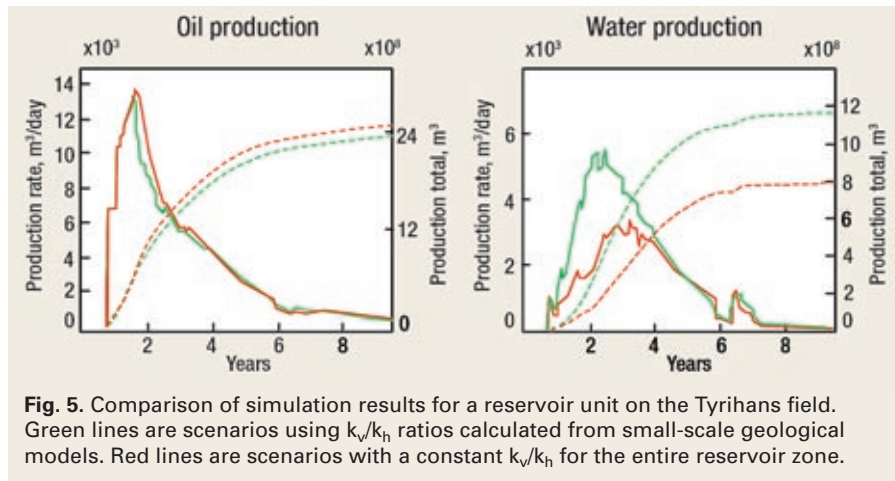 Oil production
x10³
x10⁸
Production rate, m³/day
14
12
10
8
6
4
2
0
24
12
0
Production total, m³
2 4 6 8
Years
Water production
x10³
x10⁸
Production rate, m³/day
6
4
2
0
12
10
8
6
4
2
0
Production total, m³
2 4 6 8
Years
Fig. 5. Comparison of simulation results for a reservoir unit on the Tyrihans field.
Green lines are scenarios using kᵥ/kₕ ratios calculated from small-scale geological
models. Red lines are scenarios with a constant kᵥ/kₕ for the entire reservoir zone.